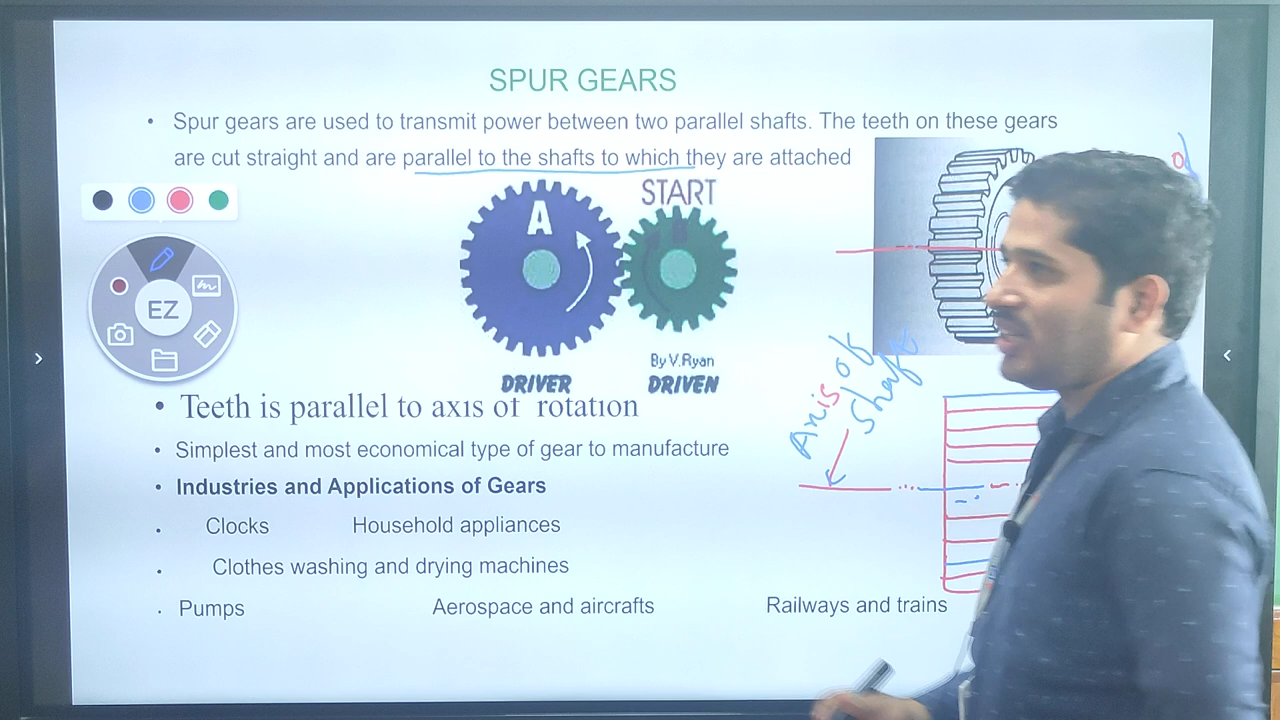 SPUR GEARS
• Spur gears are used to transmit power between two parallel shafts. The teeth on these gears
are cut straight and are parallel to the shafts to which they are attached
A
START
EZ
By V.Ryan
DRIVER
DRIVEN
Axis of
Shaft
• Teeth is parallel to axis of rotation
• Simplest and most economical type of gear to manufacture
• Industries and Applications of Gears
• Clocks Household appliances
• Clothes washing and drying machines
• Pumps Aerospace and aircrafts Railways and trains